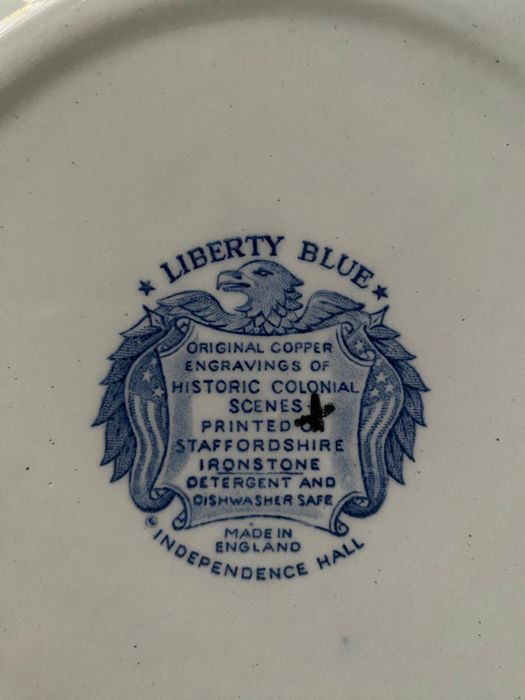 ★ LIBERTY BLUE ★
ORIGINAL COPPER
ENGRAVINGS OF
HISTORIC COLONIAL
SCENES
PRINTED
STAFFORDSHIRE
IRONSTONE
DETERGENT AND
DISHWASHER SAFE
MADE IN
ENGLAND
INDEPENDENCE HALL